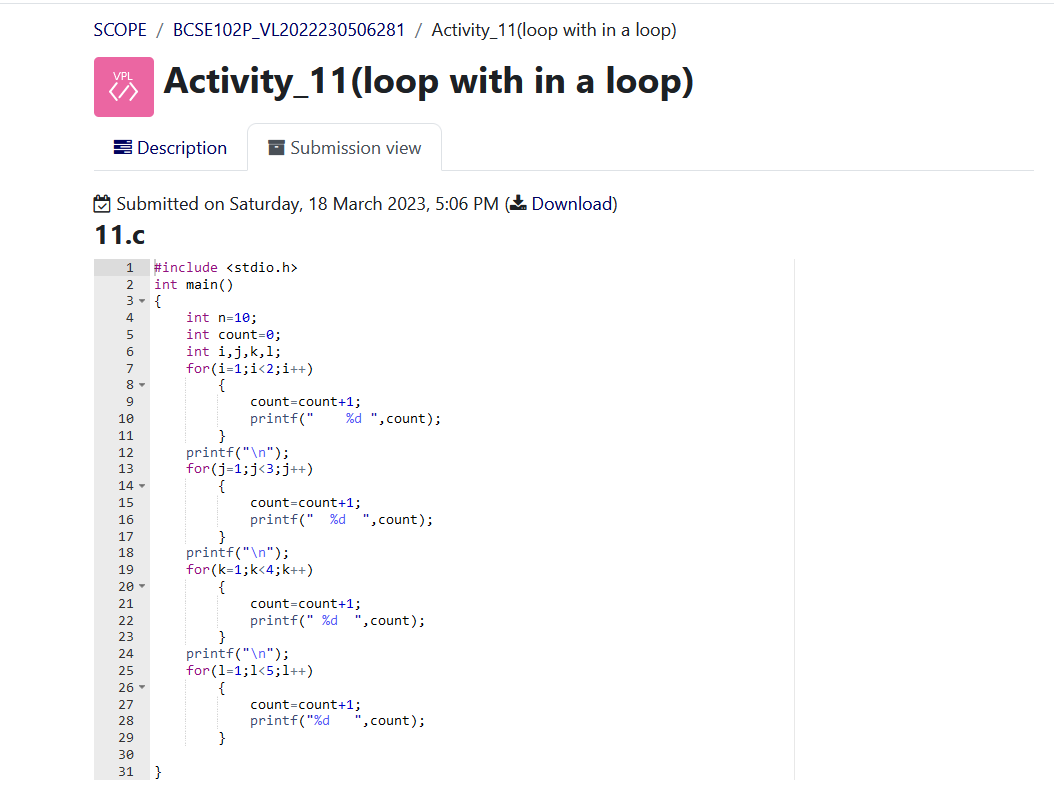 SCOPE / BCSE102P_VL2022230506281 / Activity_11(loop with in a loop)
VPL
Activity_11(loop with in a loop)
Description Submission view
Submitted on Saturday, 18 March 2023, 5:06 PM (Download)
11.c
1 #include <stdio.h>
2 int main()
3 {
4     int n=10;
5     int count=0;
6     int i,j,k,l;
7     for(i=1;i<2;i++)
8         {
9             count=count+1;
10             printf("    %d ",count);
11         }
12     printf("\n");
13     for(j=1;j<3;j++)
14         {
15             count=count+1;
16             printf("  %d  ",count);
17         }
18     printf("\n");
19     for(k=1;k<4;k++)
20         {
21             count=count+1;
22             printf(" %d  ",count);
23         }
24     printf("\n");
25     for(l=1;l<5;l++)
26         {
27             count=count+1;
28             printf("%d   ",count);
29         }
30
31 }